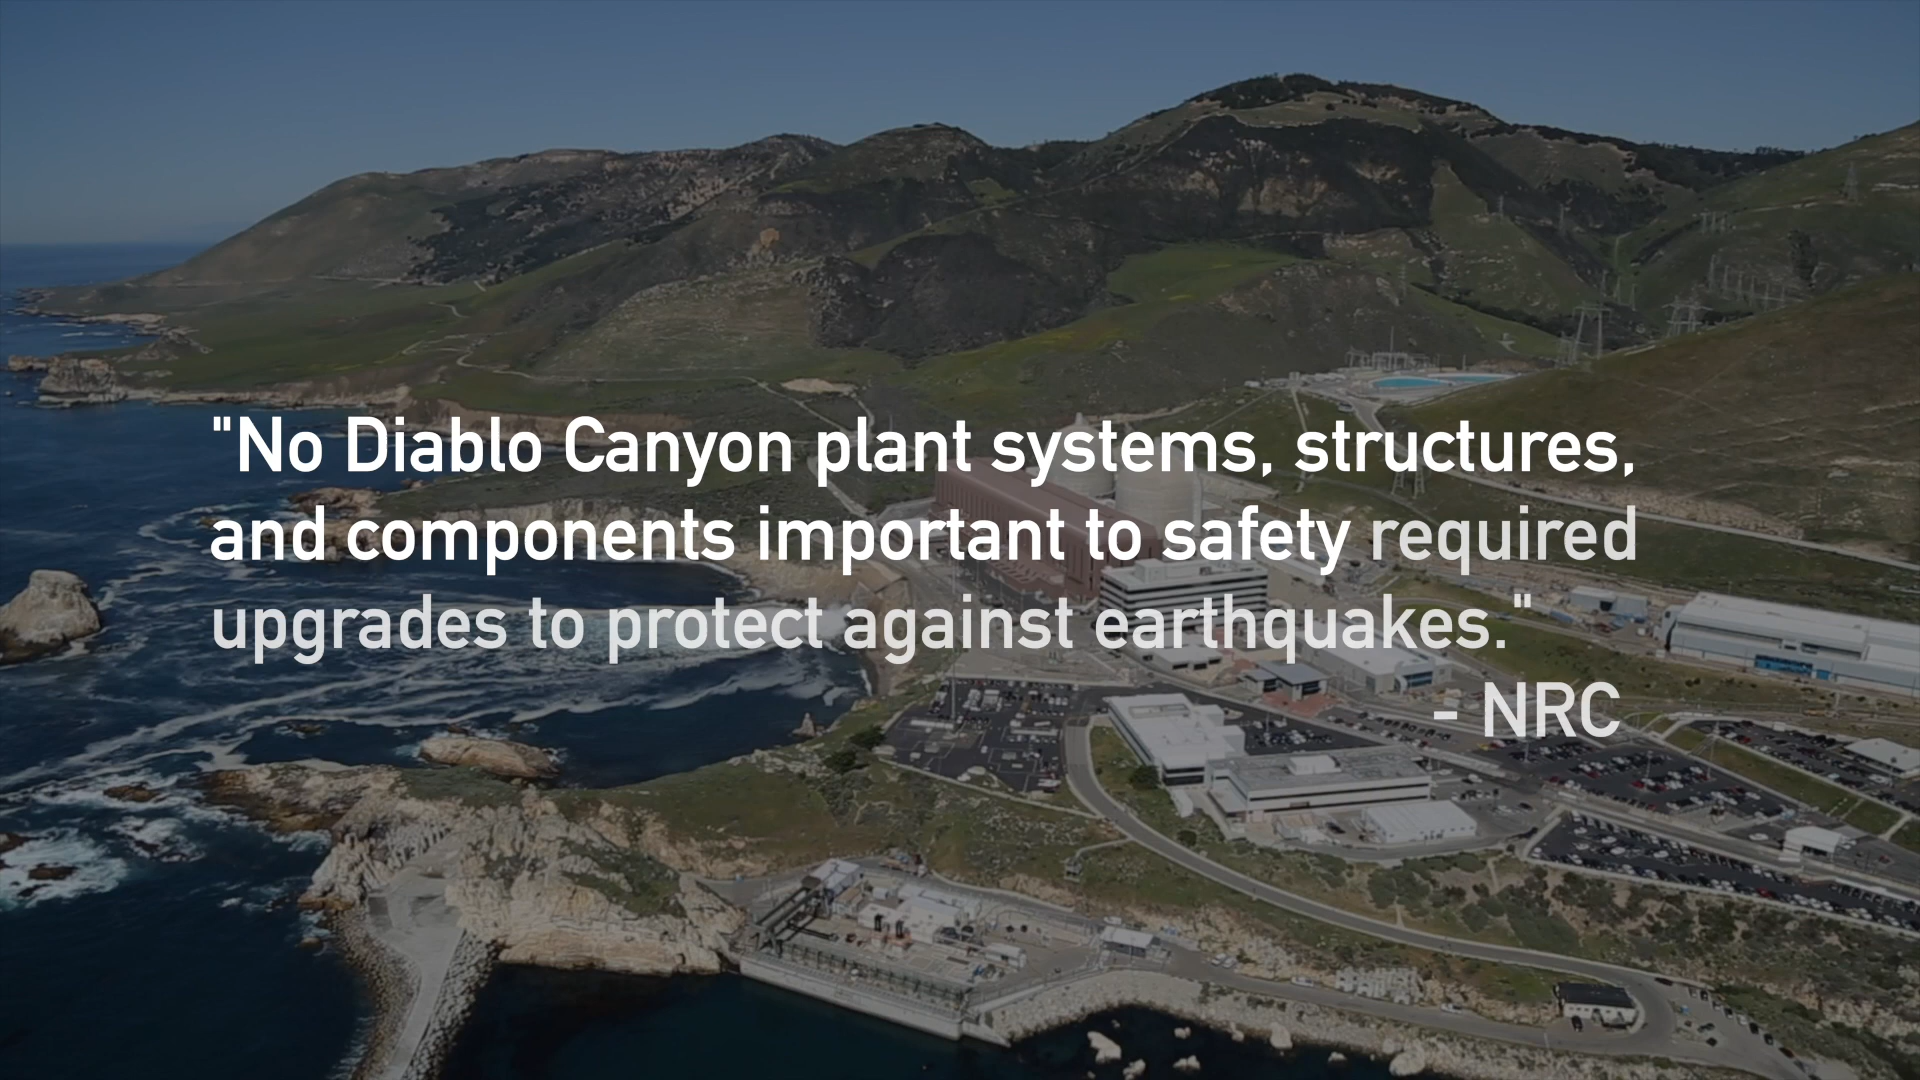 "No Diablo Canyon plant systems, structures,
and components important to safety required
upgrades to protect against earthquakes."
- NRC